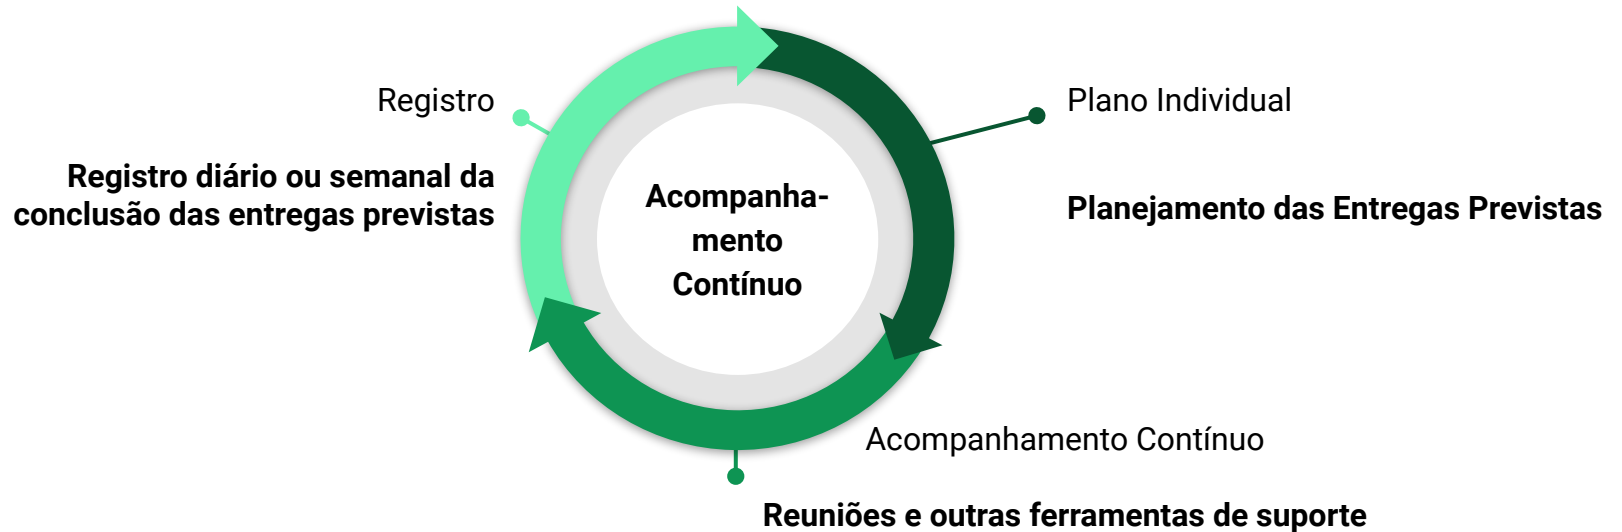 Registro
Registro diário ou semanal da
conclusão das entregas previstas
Acompanha-
mento
Contínuo
Plano Individual
Planejamento das Entregas Previstas
Acompanhamento Contínuo
Reuniões e outras ferramentas de suporte